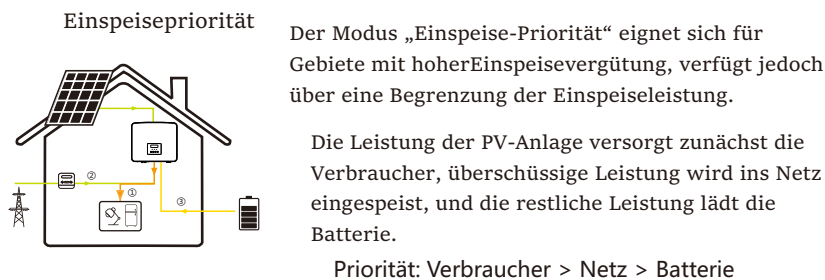 Einspeisepriorität
Der Modus „Einspeise-Priorität“ eignet sich für
Gebiete mit hoherEinspeisevergütung, verfügt jedoch
über eine Begrenzung der Einspeiseleistung.
Die Leistung der PV-Anlage versorgt zunächst die
Verbraucher, überschüssige Leistung wird ins Netz
eingespeist, und die restliche Leistung lädt die
Batterie.
Priorität: Verbraucher > Netz > Batterie
②
①
③